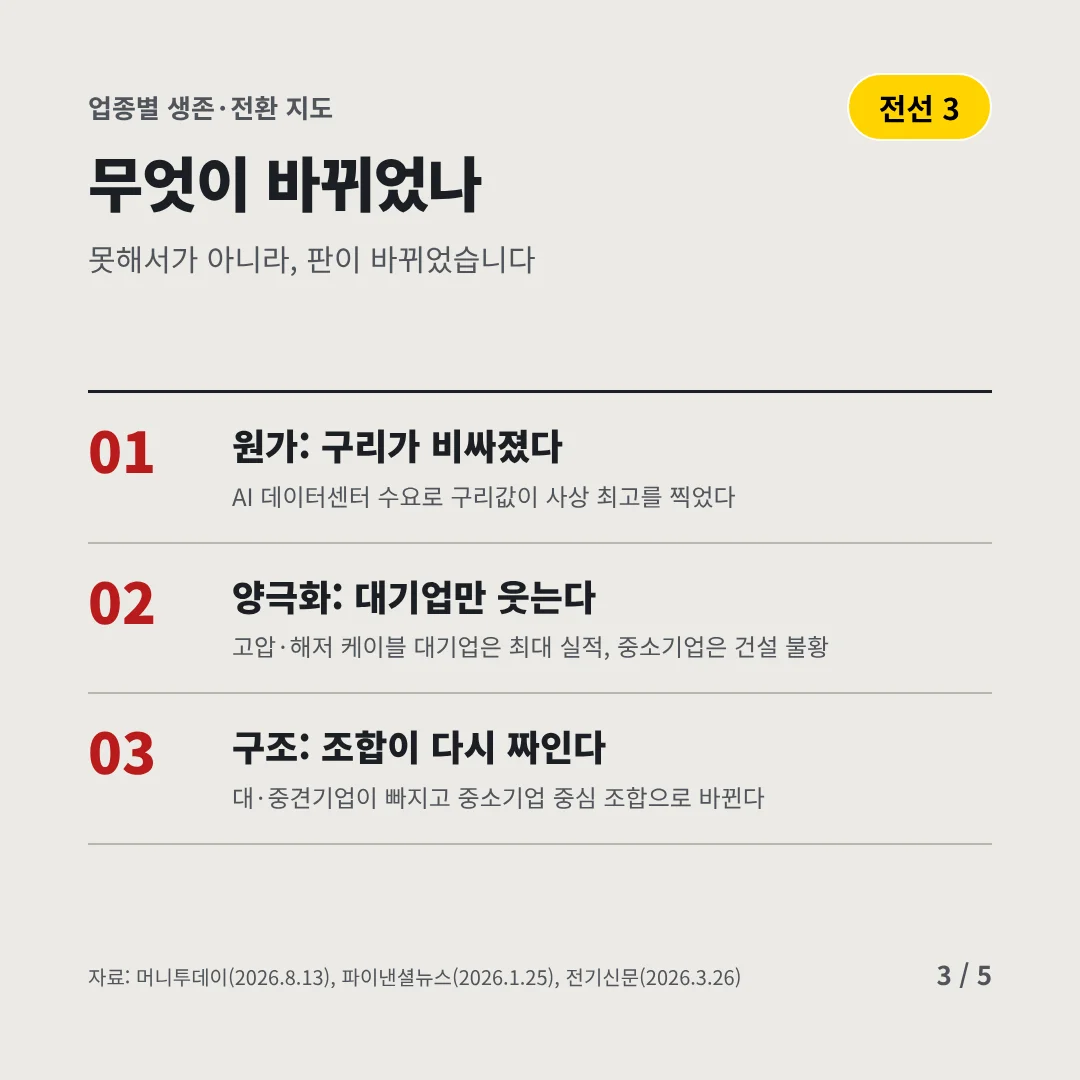 업종별 생존·전환 지도
전선 3
무엇이 바뀌었나
못해서가 아니라, 판이 바뀌었습니다
01
원가: 구리가 비싸졌다
AI 데이터센터 수요로 구리값이 사상 최고를 찍었다
02
양극화: 대기업만 웃는다
고압·해저 케이블 대기업은 최대 실적, 중소기업은 건설 불황
03
구조: 조합이 다시 짜인다
대·중견기업이 빠지고 중소기업 중심 조합으로 바뀐다
자료: 머니투데이(2026.8.13), 파이낸셜뉴스(2026.1.25), 전기신문(2026.3.26)
3 / 5